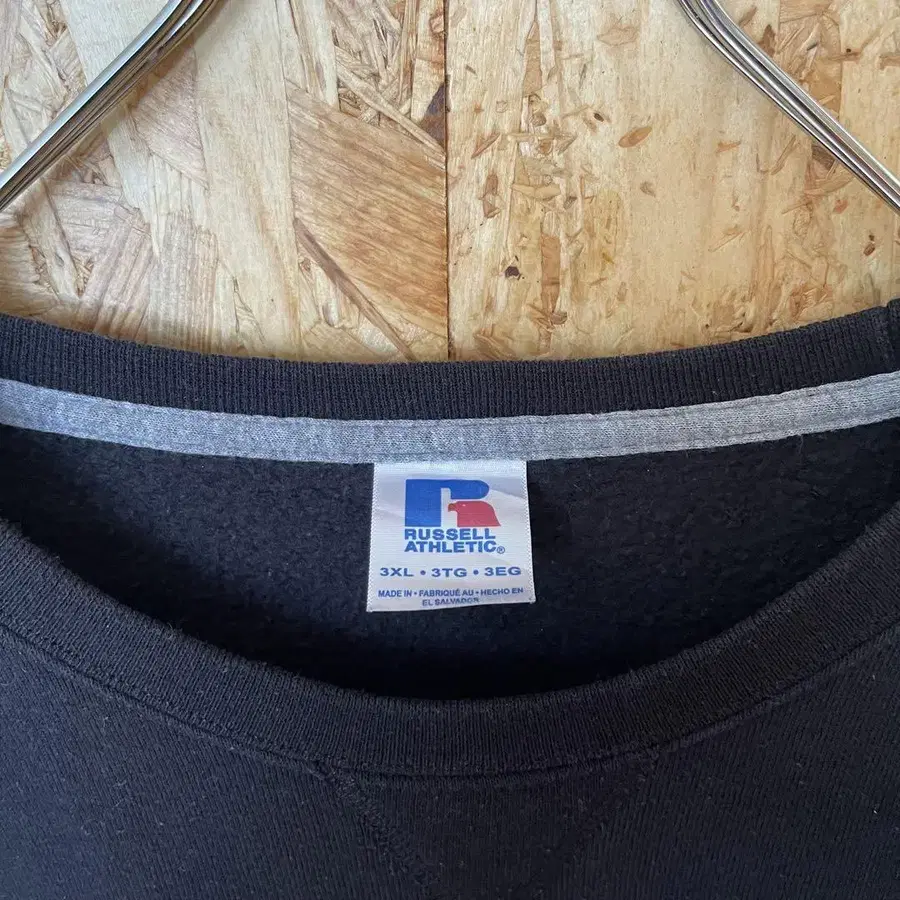 RUSSELL
ATHLETIC®
3XL • 3TG • 3EG
MADE IN • FABRIQUÉ AU • HECHO EN
EL SALVADOR